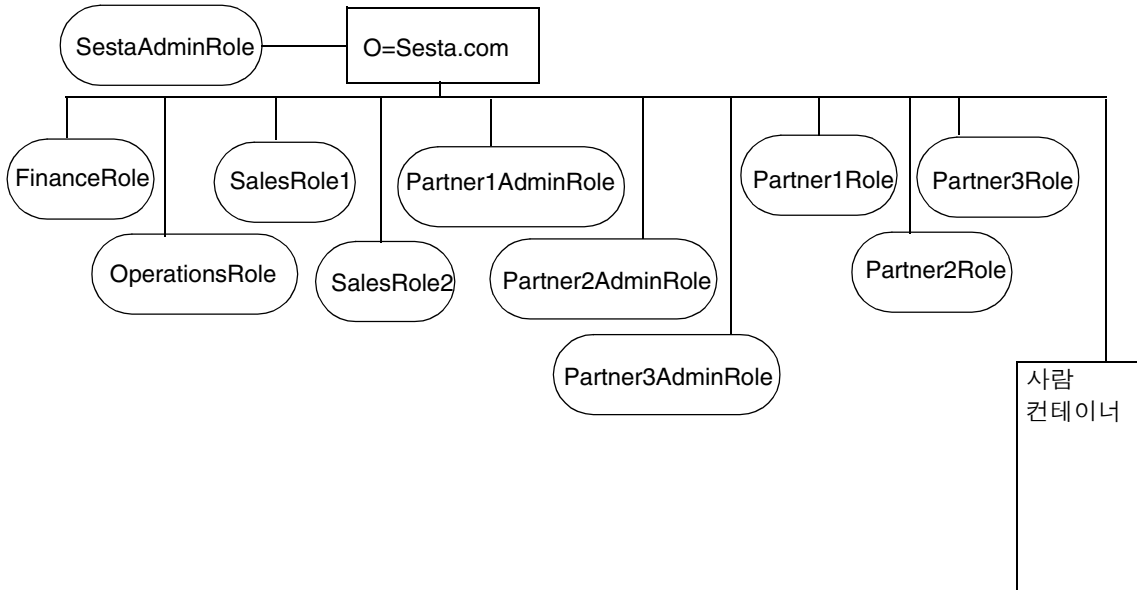 SestaAdminRole
O=Sesta.com
FinanceRole
SalesRole1
Partner1AdminRole
Partner1Role
Partner3Role
OperationsRole
SalesRole2
Partner2AdminRole
Partner2Role
Partner3AdminRole
사람
컨테이너